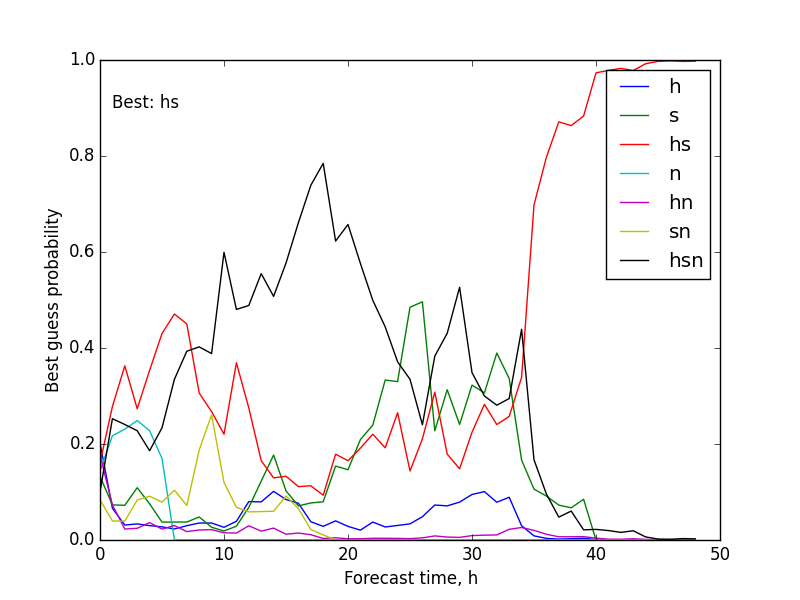 1.0
0.8
0.6
0.4
0.2
0.0
Best guess probability
Best: hs
h
s
hs
n
hn
sn
hsn
0 10 20 30 40 50
Forecast time, h